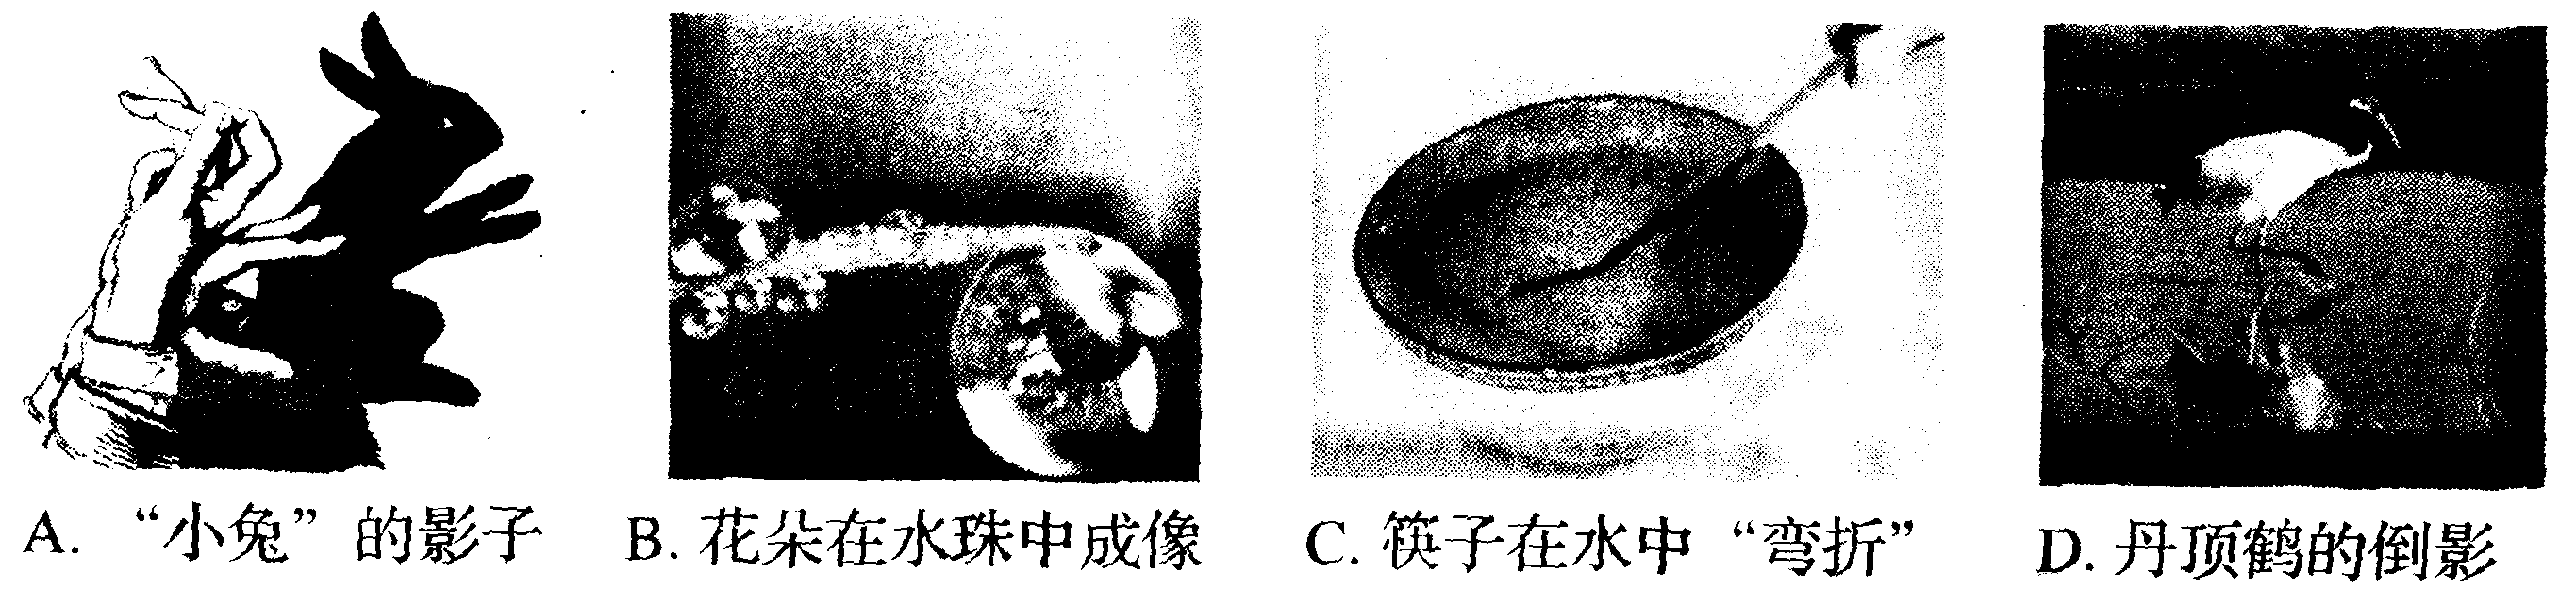 A. “小兔”的影子 B. 花朵在水珠中成像 C. 筷子在水中“弯折” D. 丹顶鹤的倒影